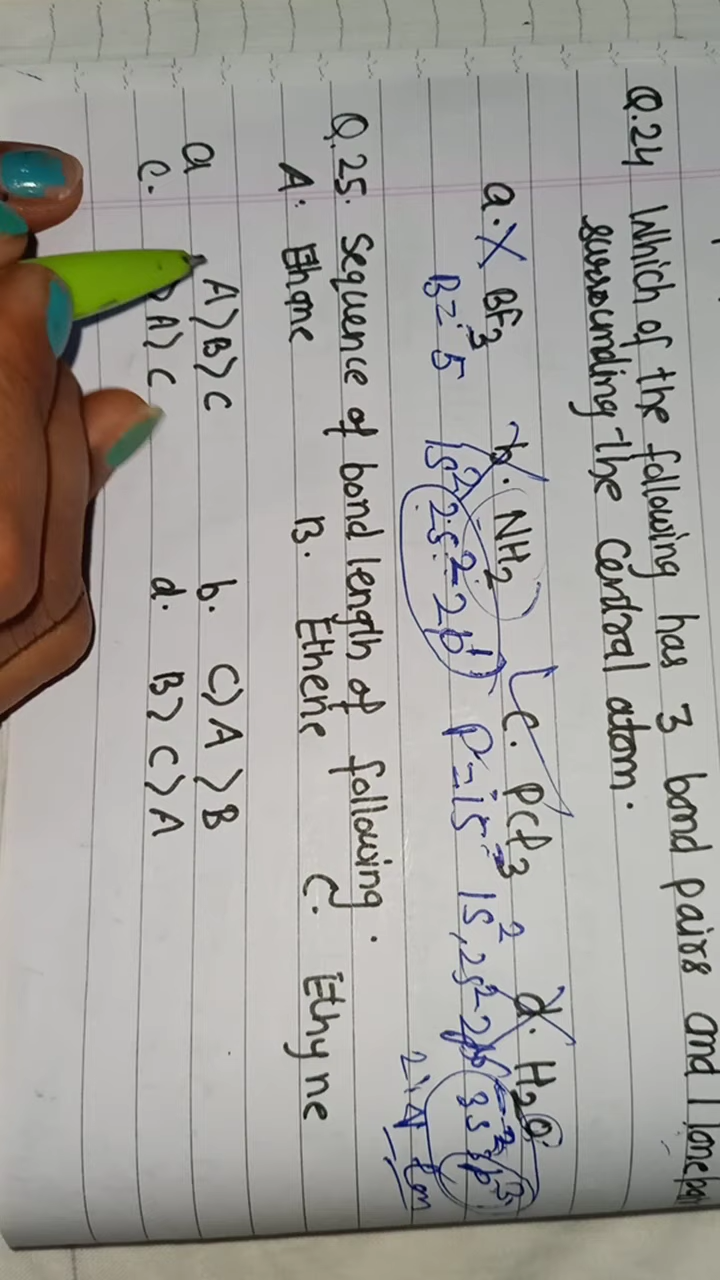 Q.24 Which of the following has 3 bond pairs and 1 lonepair
surrounding the central atom.
a. BF3 b. NH2 c. PCl3 d. H2O
B= 5 1s² 2s² 2p¹ P=15 1s², 2s² 2p⁶ 3s² 3p³
Q.25. Sequence of bond length of following.
A: Ethane B. Ethene C. Ethyne
a A>B>C b. C>A>B
c. >A>C d. B>C>A